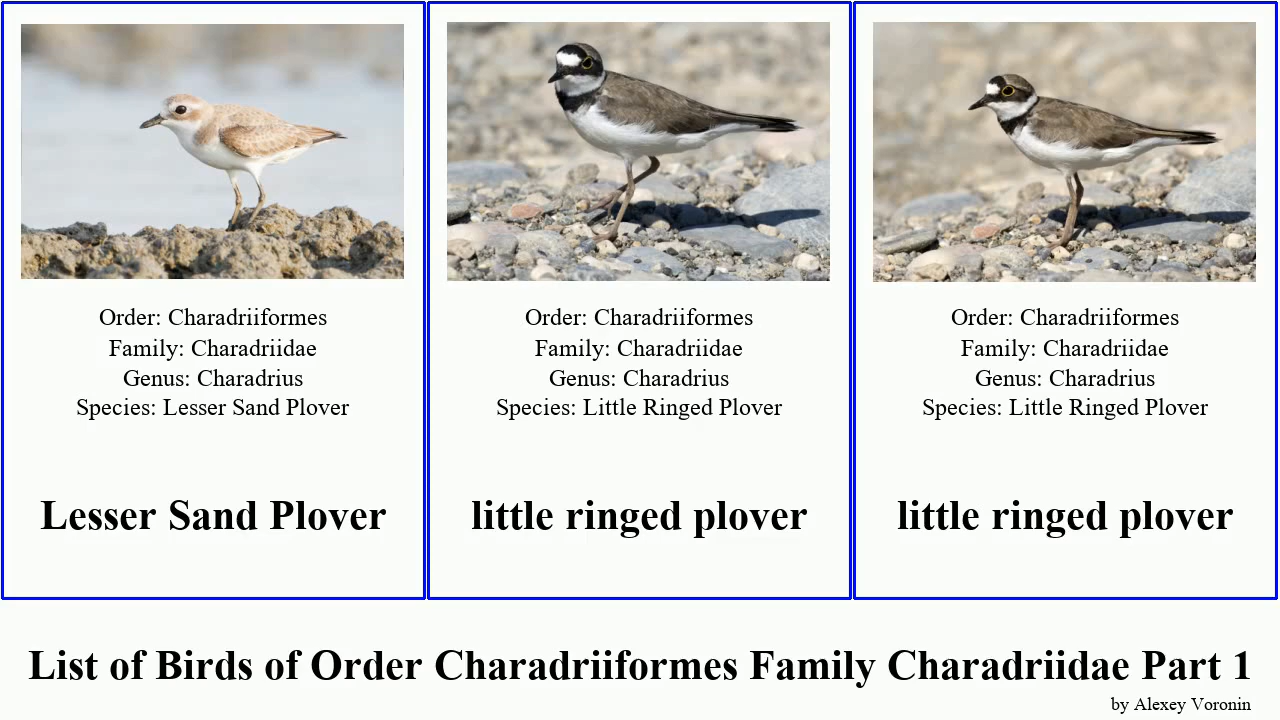 Order: Charadriiformes
Family: Charadriidae
Genus: Charadrius
Species: Lesser Sand Plover
Lesser Sand Plover
Order: Charadriiformes
Family: Charadriidae
Genus: Charadrius
Species: Little Ringed Plover
little ringed plover
Order: Charadriiformes
Family: Charadriidae
Genus: Charadrius
Species: Little Ringed Plover
little ringed plover
List of Birds of Order Charadriiformes Family Charadriidae Part 1
by Alexey Voronin